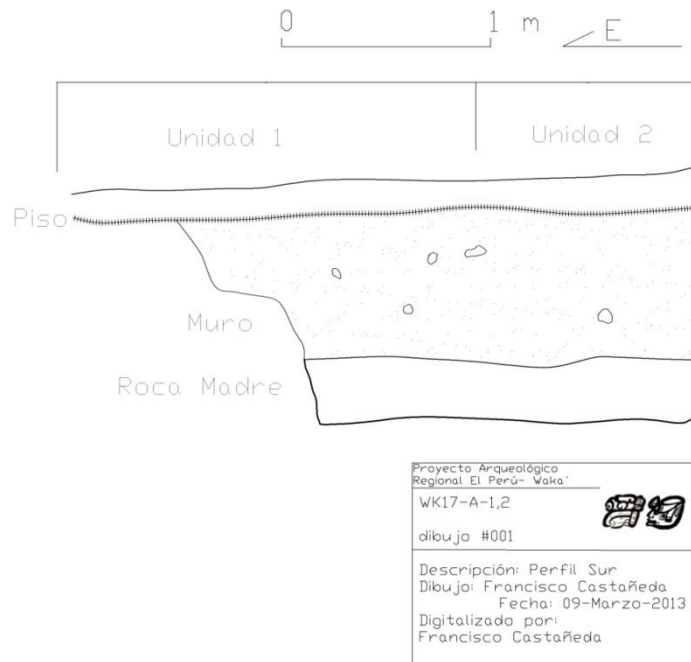 0 1 m E
Unidad 1 Unidad 2
Piso
Muro
Roca Madre
Proyecto Arqueológico
Regional El Perú- Waka'
WK17-A-1,2
dibujo #001
Descripción: Perfil Sur
Dibujo: Francisco Castañeda
Fecha: 09-Marzo-2013
Digitalizado por:
Francisco Castañeda